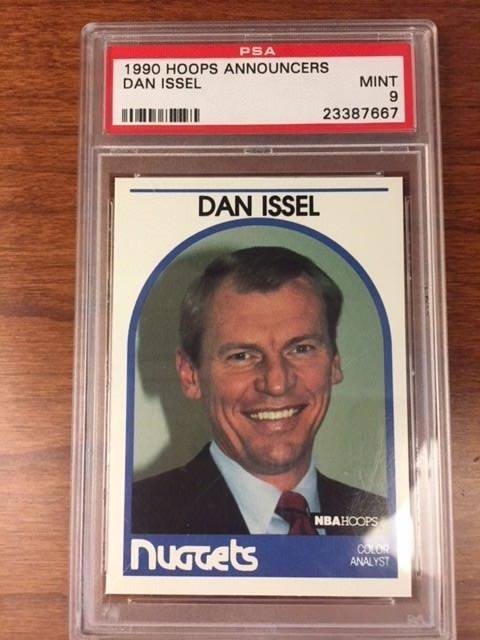 PSA
1990 HOOPS ANNOUNCERS
DAN ISSEL
MINT
9
23387667
DAN ISSEL
NBA HOOPS
nuggets
COLOR
ANALYST